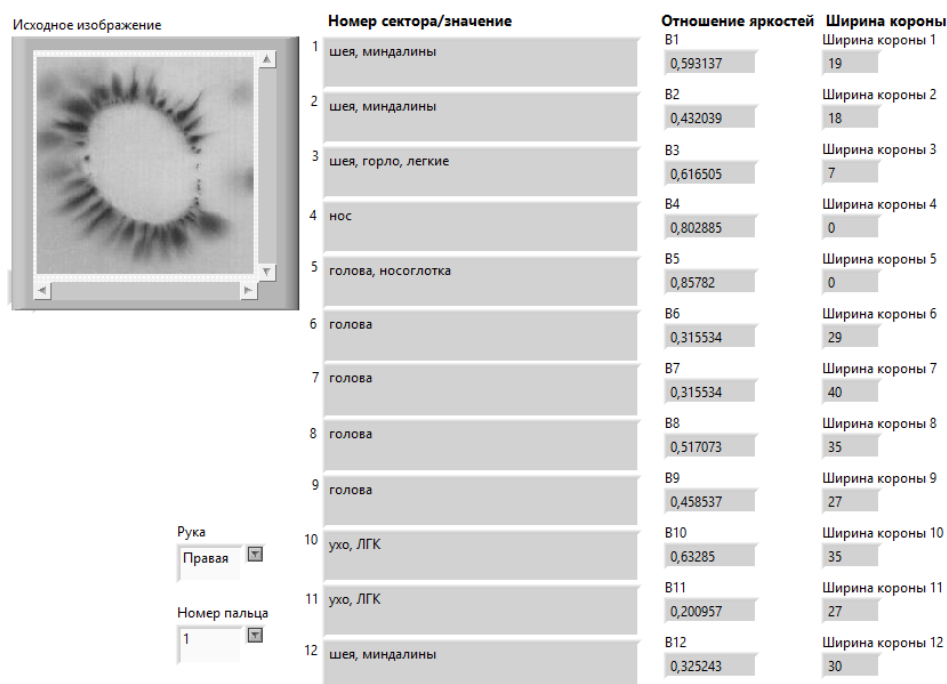 Исходное изображение
Номер сектора/значение
Отношение яркостей
Ширина короны
1 шея, миндалины
B1
0,593137
Ширина короны 1
19
2 шея, миндалины
B2
0,432039
Ширина короны 2
18
3 шея, горло, легкие
B3
0,616505
Ширина короны 3
7
4 нос
B4
0,802885
Ширина короны 4
0
5 голова, носоглотка
B5
0,85782
Ширина короны 5
0
6 голова
B6
0,315534
Ширина короны 6
29
7 голова
B7
0,315534
Ширина короны 7
40
8 голова
B8
0,517073
Ширина короны 8
35
9 голова
B9
0,458537
Ширина короны 9
27
Рука
Правая
10 ухо, ЛГК
B10
0,63285
Ширина короны 10
35
Номер пальца
1
11 ухо, ЛГК
B11
0,200957
Ширина короны 11
27
12 шея, миндалины
B12
0,325243
Ширина короны 12
30